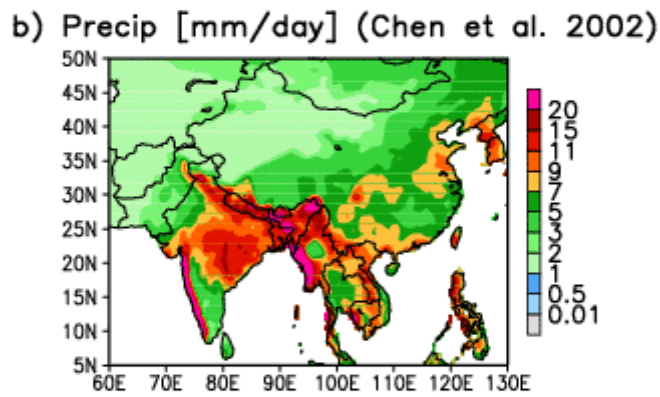 b) Precip [mm/day] (Chen et al. 2002)
50N
45N
40N
35N
30N
25N
20N
15N
10N
5N
60E 70E 80E 90E 100E 110E 120E 130E
20
15
11
9
7
5
3
2
1
0.5
0.01